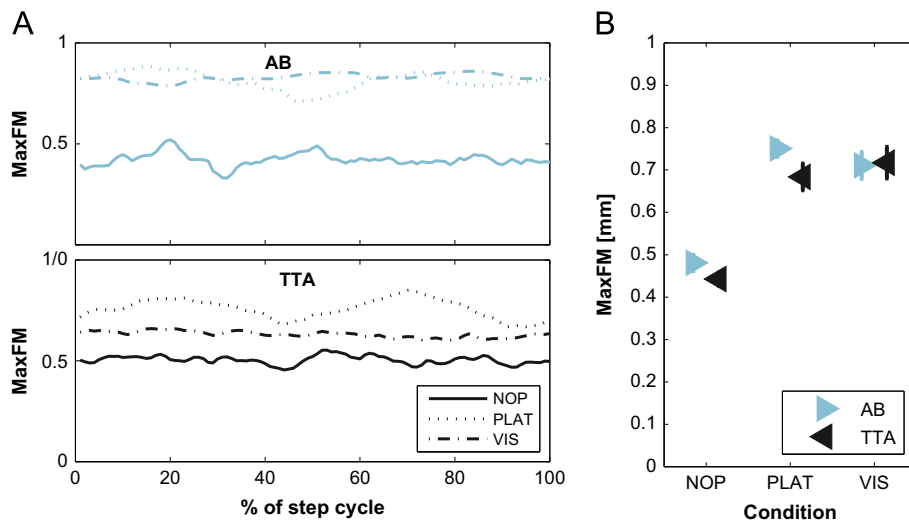 A
1
AB
MaxFM
0.5
1/0
TTA
MaxFM
0.5
NOP
PLAT
VIS
0
0
20
40
60
80
100
% of step cycle
B
1
0.9
0.8
0.7
0.6
0.5
0.4
0.3
0.2
0.1
0
MaxFM [mm]
AB
TTA
NOP
PLAT
VIS
Condition